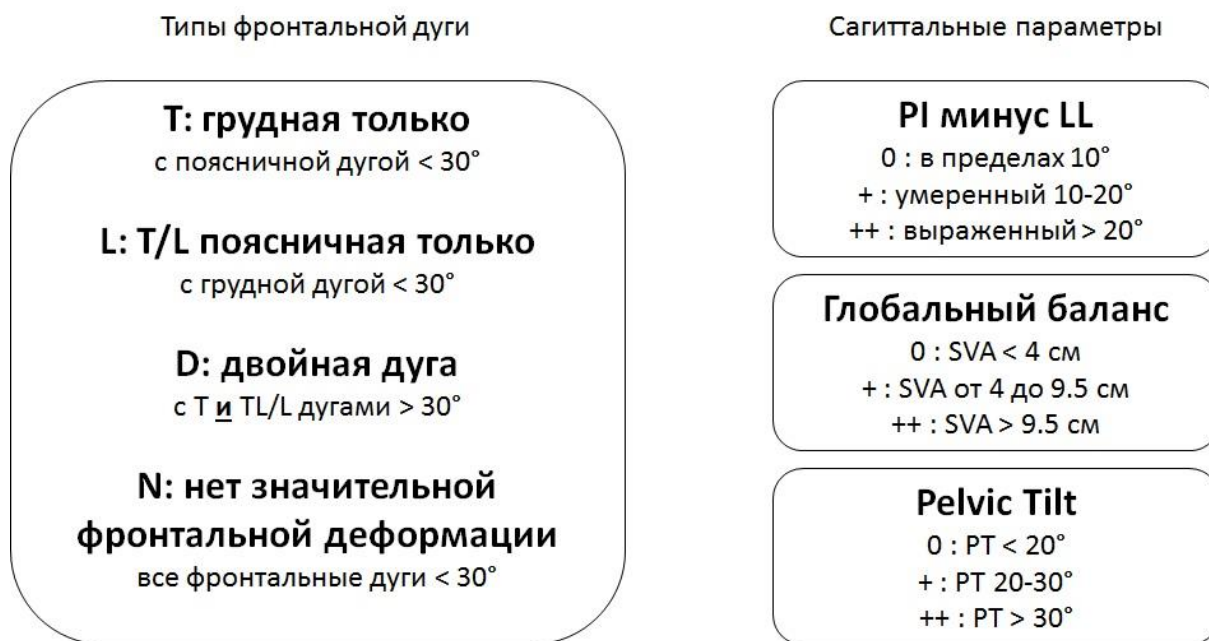 Типы фронтальной дуги
T: грудная только
с поясничной дугой < 30°
L: T/L поясничная только
с грудной дугой < 30°
D: двойная дуга
с T и TL/L дугами > 30°
N: нет значительной
фронтальной деформации
все фронтальные дуги < 30°
Сагиттальные параметры
PI минус LL
0 : в пределах 10°
+ : умеренный 10-20°
++ : выраженный > 20°
Глобальный баланс
0 : SVA < 4 см
+ : SVA от 4 до 9.5 см
++ : SVA > 9.5 см
Pelvic Tilt
0 : PT < 20°
+ : PT 20-30°
++ : PT > 30°